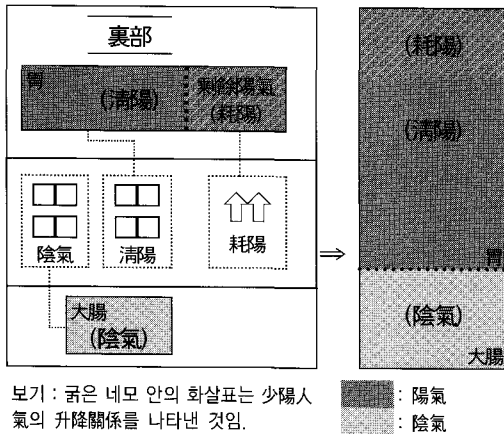 裏部
胃
(淸陽)
(耗陽)
陰氣
淸陽
耗陽
大腸
(陰氣)
⇒
(耗陽)
(淸陽)
胃
(陰氣)
大腸
보기 : 굵은 네모 안의 화살표는 少陽人
氣의 升降關係를 나타낸 것임.
: 陽氣
: 陰氣